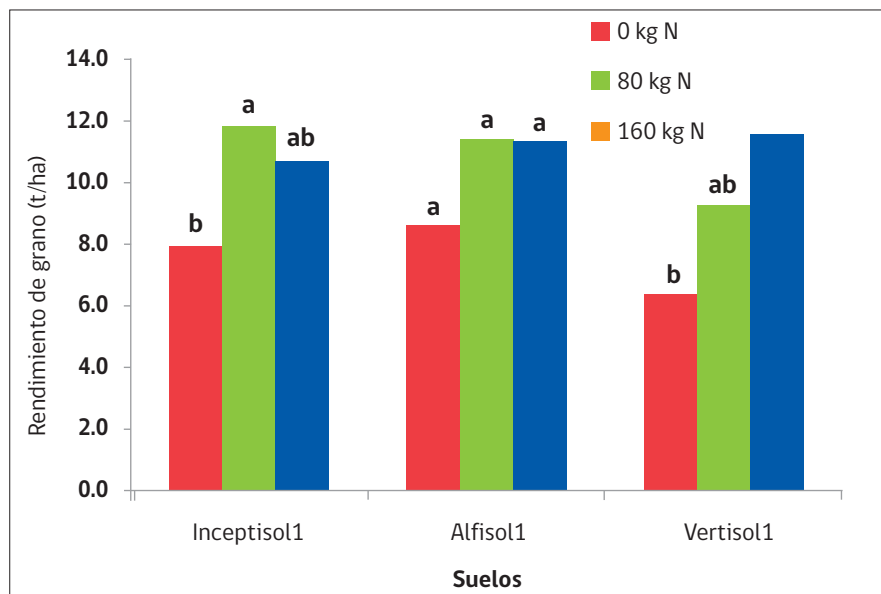 0 kg N
80 kg N
160 kg N
Rendimiento de grano (t/ha)
14.0
12.0
10.0
8.0
6.0
4.0
2.0
0.0
b
a
ab
a
a
a
b
ab
Inceptisol1
Alfisol1
Vertisol1
Suelos